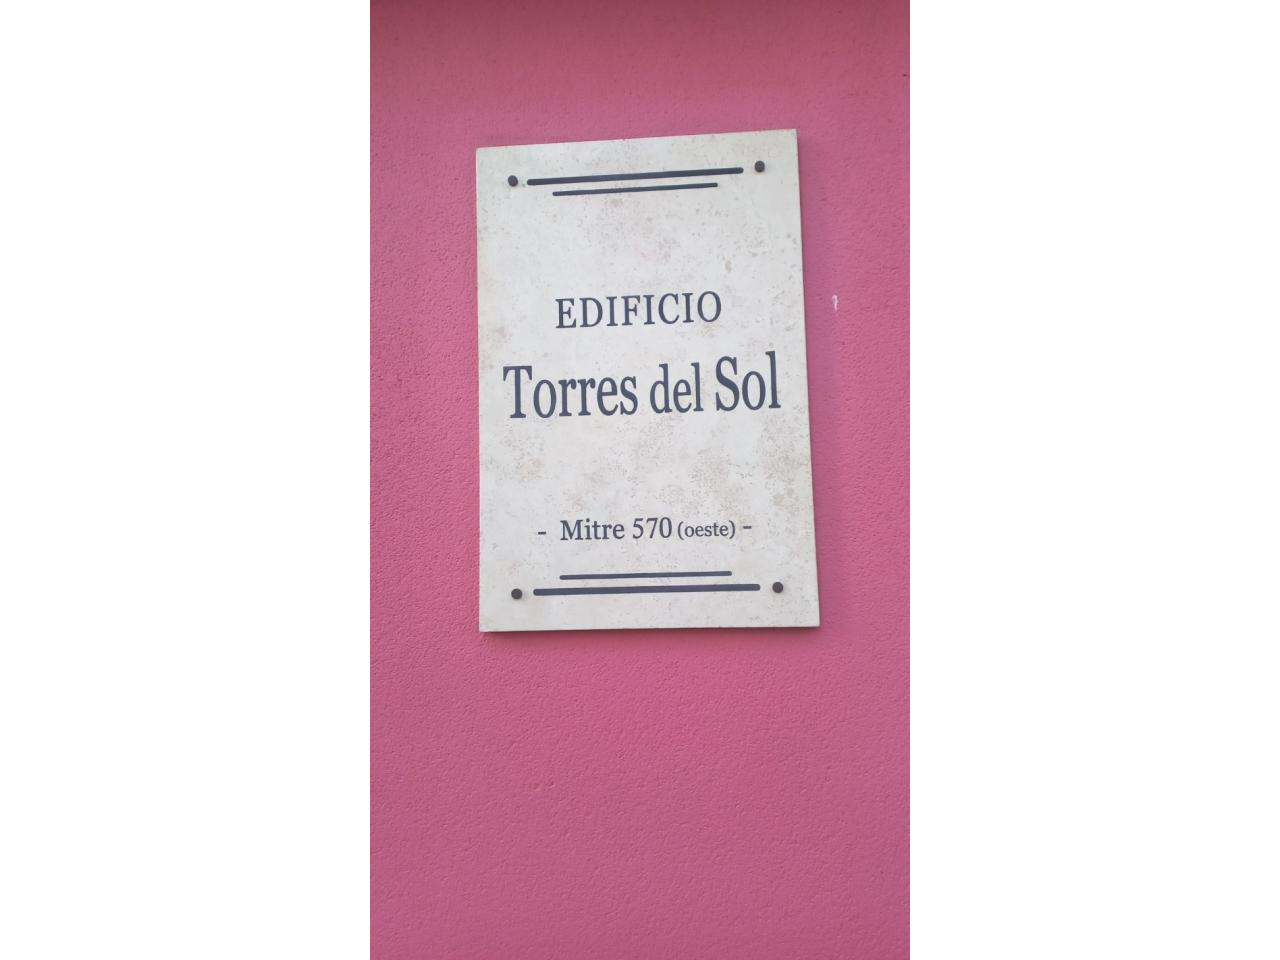 EDIFICIO
Torres del Sol
- Mitre 570 (oeste) -